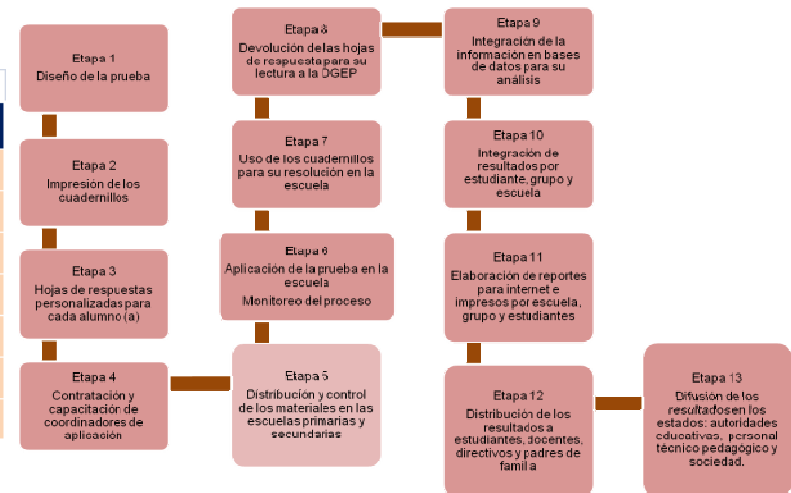 Etapa 1
Diseño de la prueba
Etapa 2
Impresión de los
cuadernillos
Etapa 3
Hojas de respuestas
personalizadas para
cada alumno(a)
Etapa 4
Contratación y
capacitación de
coordinadores de
aplicación
Etapa 5
Distribución y control
de los materiales en las
escuelas primarias y
secundarias
Etapa 6
Aplicación de la prueba en la
escuela
Monitoreo del proceso
Etapa 7
Uso de los cuadernillos
para su resolución en la
escuela
Etapa 8
Devolución de las hojas
de respuesta para su
lectura a la DGEP
Etapa 9
Integración de la
información en bases
de datos para su
análisis
Etapa 10
Integración de
resultados por
estudiante, grupo y
escuela
Etapa 11
Elaboración de reportes
para internet e
impresos por escuela,
grupo y estudiantes
Etapa 12
Distribución de los
resultados a
estudiantes, docentes,
directivos y padres de
familia
Etapa 13
Difusión de los
resultados en los
estados: autoridades
educativas, personal
técnico pedagógico y
sociedad.